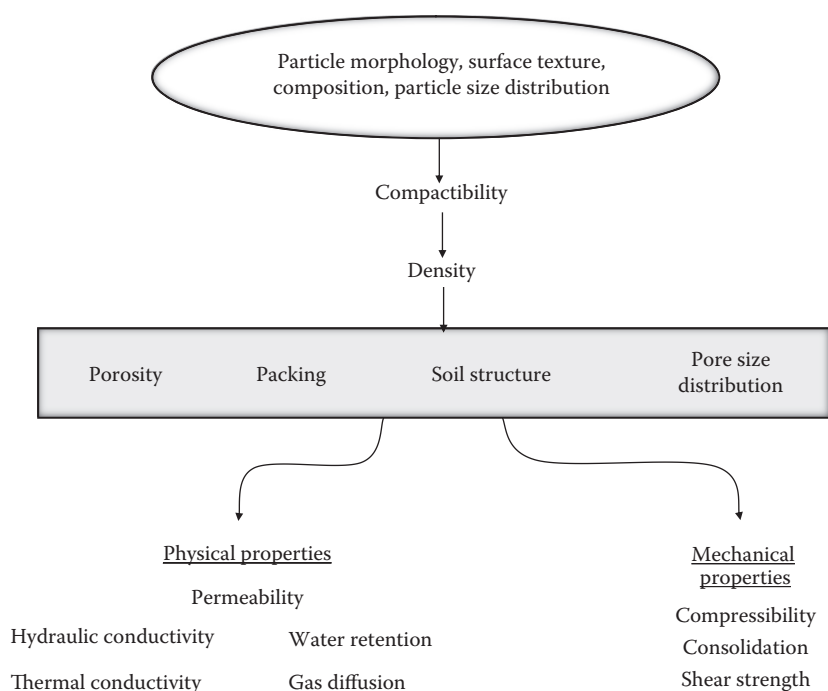 Particle morphology, surface texture,
composition, particle size distribution
Compactibility
Density
Porosity
Packing
Soil structure
Pore size
distribution
Physical properties
Permeability
Hydraulic conductivity
Water retention
Thermal conductivity
Gas diffusion
Mechanical
properties
Compressibility
Consolidation
Shear strength